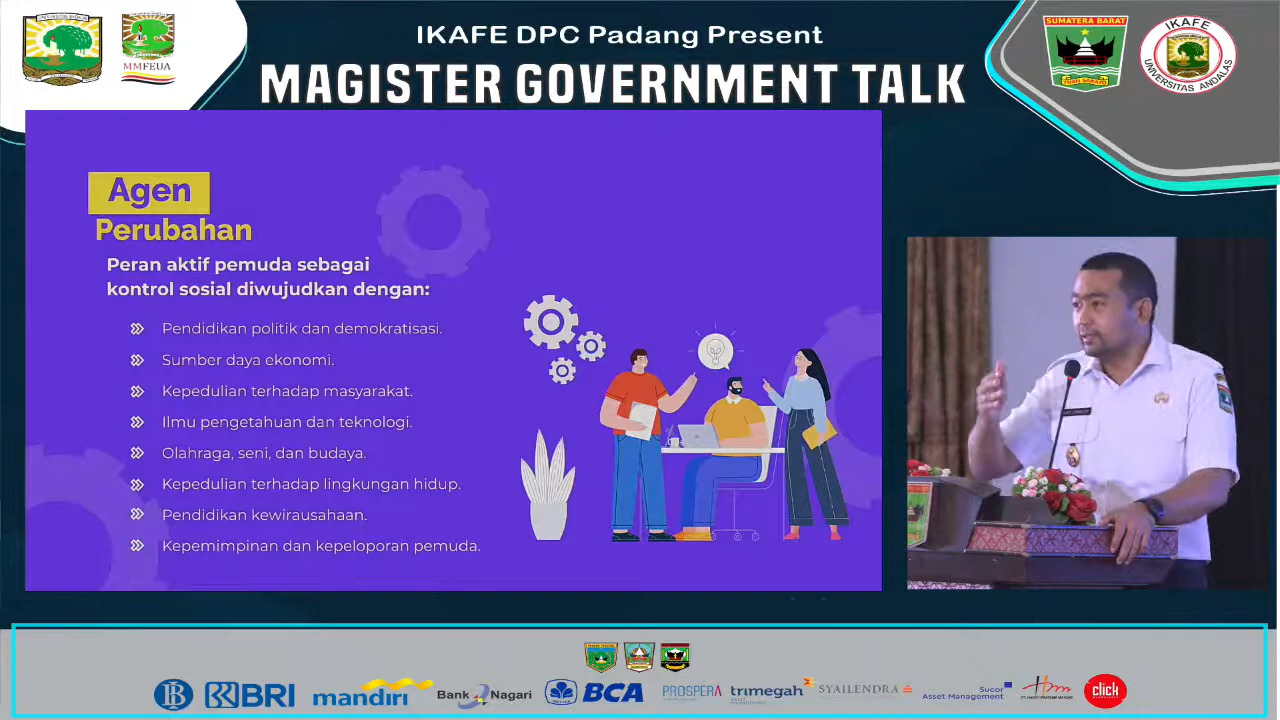 IKAFE DPC Padang Present
MAGISTER GOVERNMENT TALK
MMFEUA
SUMATERA BARAT
TUAH SAKATO
IKAFE
UNIVERSITAS ANDALAS
Agen
Perubahan
Peran aktif pemuda sebagai
kontrol sosial diwujudkan dengan:
Pendidikan politik dan demokratisasi.
Sumber daya ekonomi.
Kepedulian terhadap masyarakat.
Ilmu pengetahuan dan teknologi.
Olahraga, seni, dan budaya.
Kepedulian terhadap lingkungan hidup.
Pendidikan kewirausahaan.
Kepemimpinan dan kepeloporan pemuda.
BRI
mandiri
Bank Nagari
BCA
PROSPERA
trimegah
SYAILENDRA
Sucor
Asset Management
click